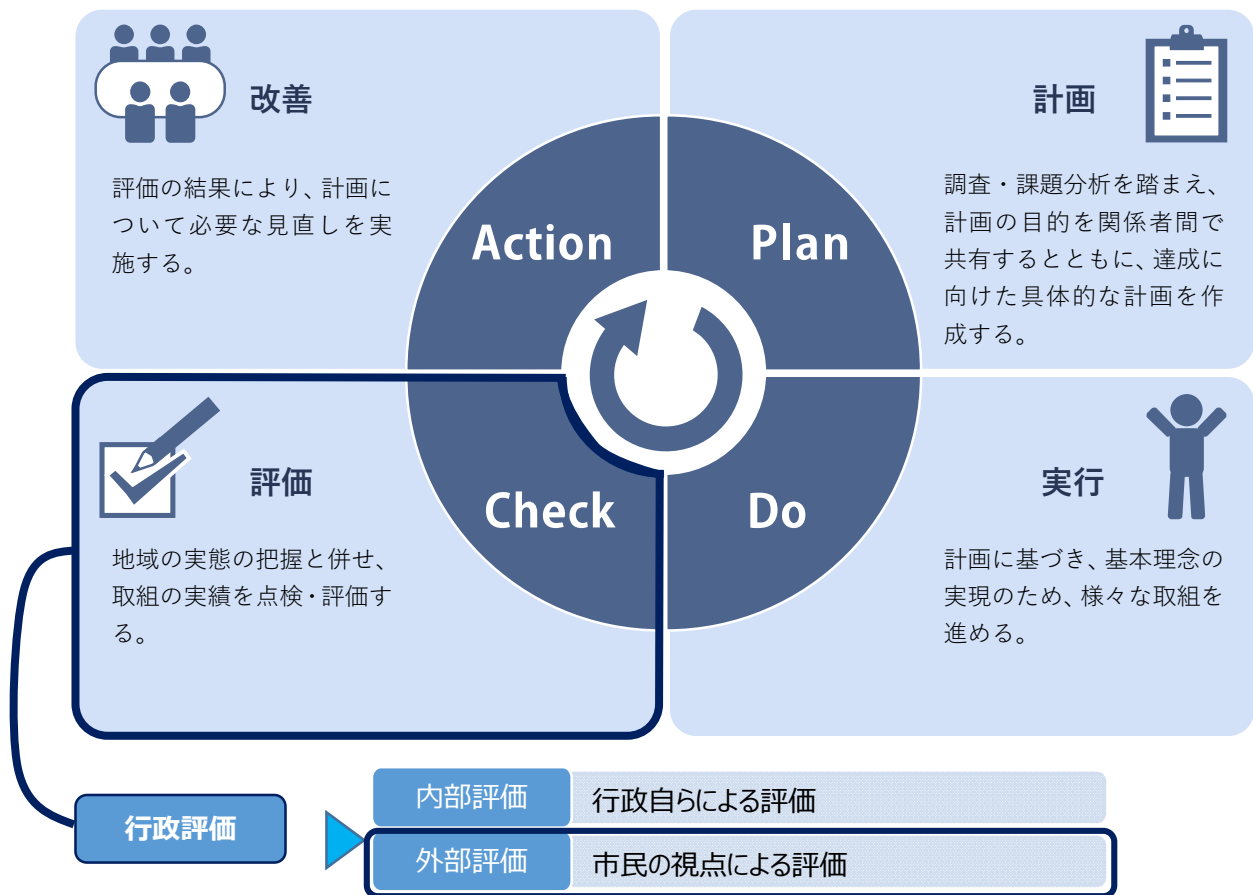 改善
評価の結果により、計画に
ついて必要な見直しを実
施する。
計画
調査・課題分析を踏まえ、
計画の目的を関係者間で
共有するとともに、達成に
向けた具体的な計画を作
成する。
Action
Plan
Check
Do
評価
地域の実態の把握と併せ、
取組の実績を点検・評価す
る。
実行
計画に基づき、基本理念の
実現のため、様々な取組を
進める。
行政評価
内部評価
行政自らによる評価
外部評価
市民の視点による評価